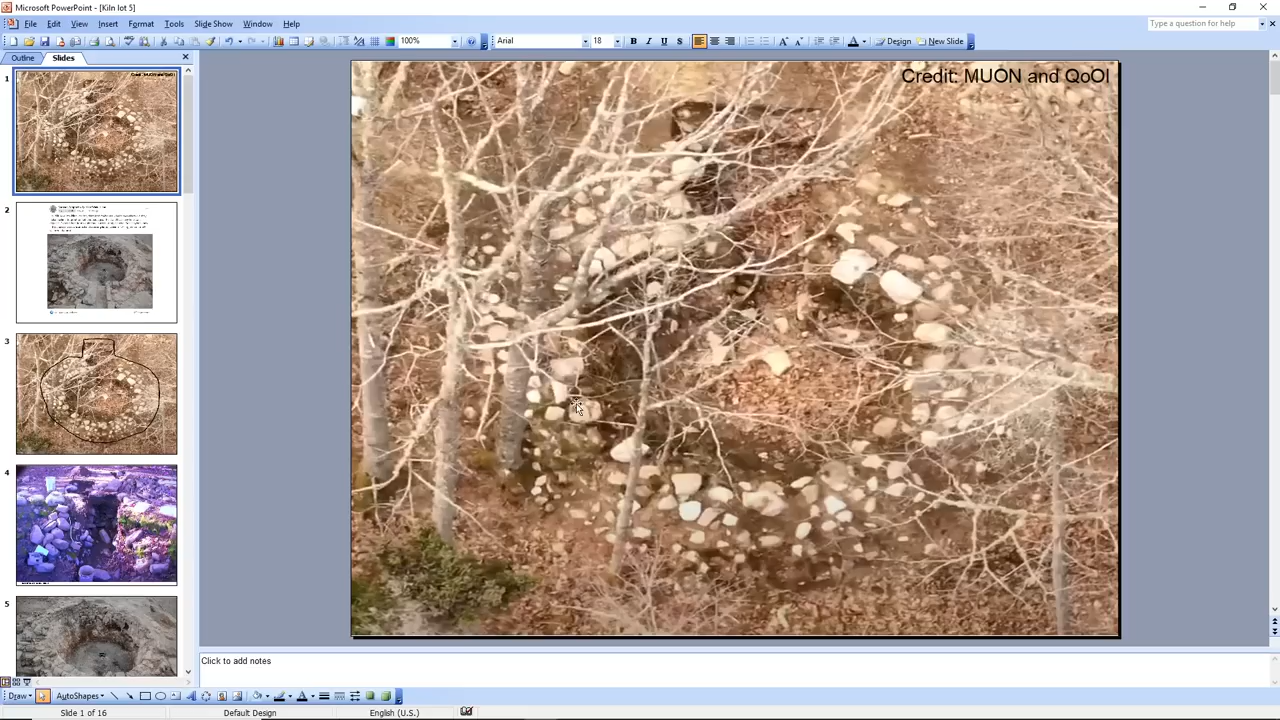 Microsoft PowerPoint - [Kiln lot 5]
File Edit View Insert Format Tools Slide Show Window Help
Type a question for help
100%
Arial
18
B I U S
Design
New Slide
Outline
Slides
1
2
3
4
5
Credit: MUON and QoOI
Click to add notes
Draw
AutoShapes
Slide 1 of 16
Default Design
English (U.S.)